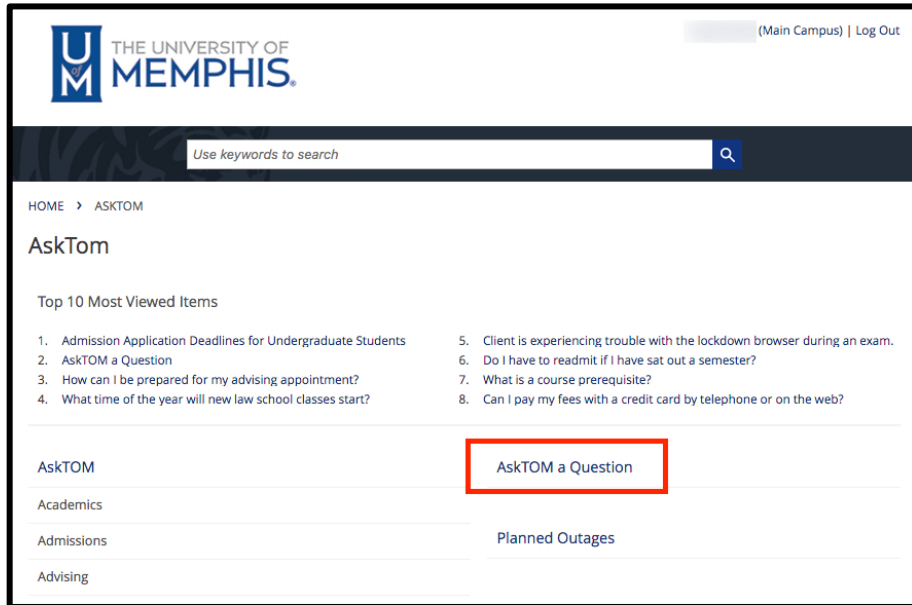 (Main Campus) | Log Out
U of M
THE UNIVERSITY OF
MEMPHIS®
Use keywords to search
HOME > ASKTOM
AskTom
Top 10 Most Viewed Items
1. Admission Application Deadlines for Undergraduate Students
2. AskTOM a Question
3. How can I be prepared for my advising appointment?
4. What time of the year will new law school classes start?
5. Client is experiencing trouble with the lockdown browser during an exam.
6. Do I have to readmit if I have sat out a semester?
7. What is a course prerequisite?
8. Can I pay my fees with a credit card by telephone or on the web?
AskTOM
Academics
Admissions
Advising
AskTOM a Question
Planned Outages